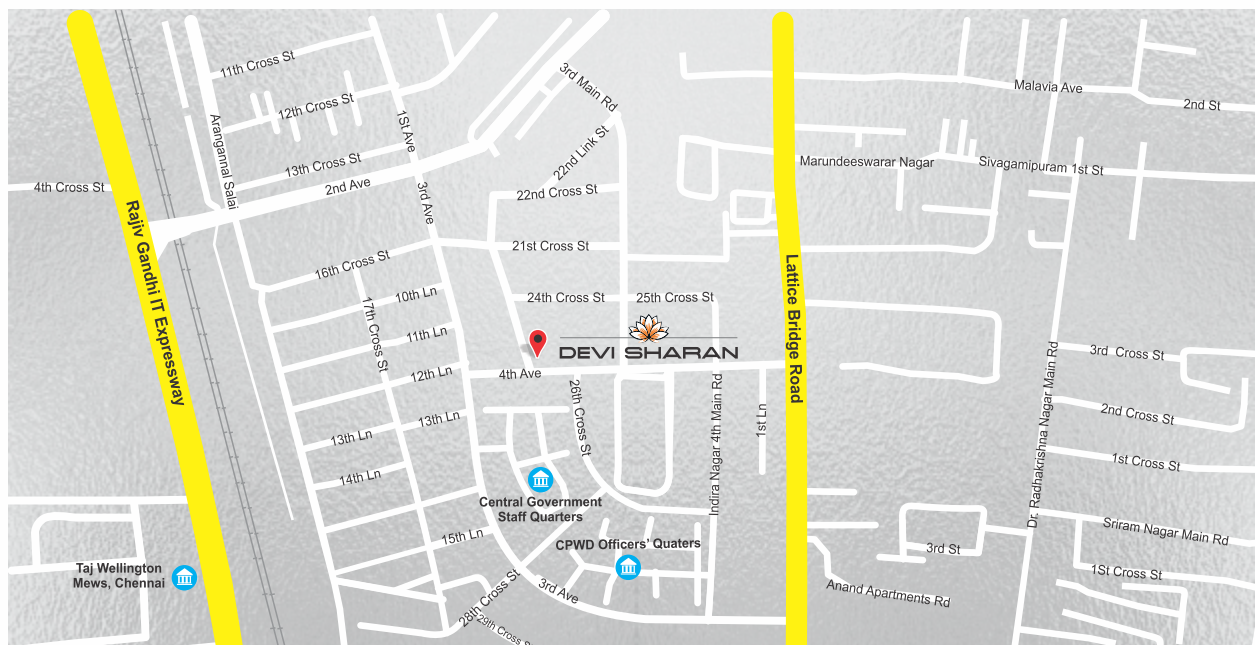 11th Cross St
3rd Main Rd
Malavia Ave
2nd St
12th Cross St
1St Ave
Arangannal Salai
22nd Link St
13th Cross St
Marundeeswarar Nagar
Sivagamipuram 1st St
4th Cross St
2nd Ave
3rd Ave
22nd Cross St
Rajiv Gandhi IT Expressway
21st Cross St
Lattice Bridge Road
16th Cross St
10th Ln
17th Cross St
24th Cross St
25th Cross St
11th Ln
DEVI SHARAN
3rd Cross St
Dr. Radhakrishna Nagar Main Rd
12th Ln
4th Ave
26th Cross St
Indira Nagar 4th Main Rd
1st Ln
2nd Cross St
13th Ln
13th Ln
1st Cross St
14th Ln
Central Government
Staff Quarters
15th Ln
CPWD Officers' Quaters
Sriram Nagar Main Rd
3rd St
Taj Wellington
Mews, Chennai
1St Cross St
28th Cross St
3rd Ave
Anand Apartments Rd
29th Cross St